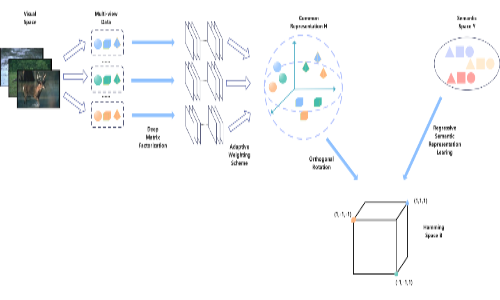 Visual
Space
Multi-view
Data
Common
Representation H
Semantic
Space Y
Deep
Matrix
Factorization
Adaptive
Weighting
Scheme
Orthogonal
Rotation
Regressive
Semantic
Representation
Learing
(1, -1, -1)
(1,1,1)
Hamming
Space B
(-1, -1,1)